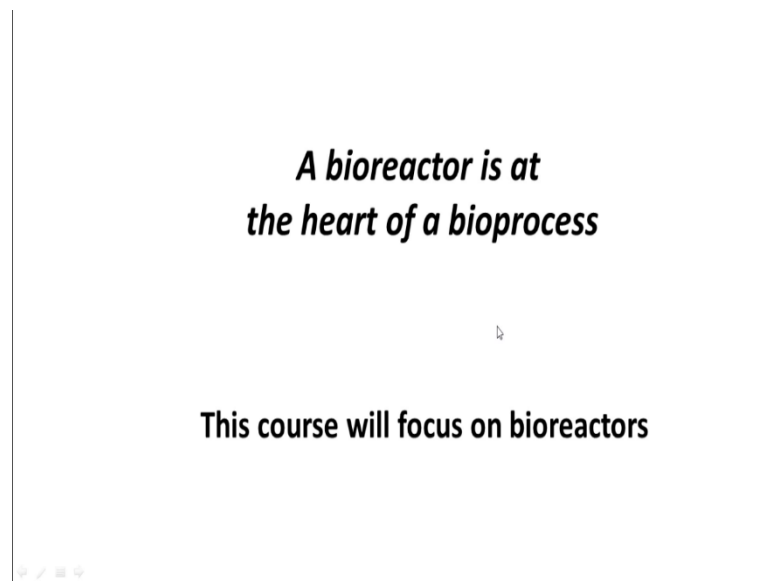 A bioreactor is at
the heart of a bioprocess
This course will focus on bioreactors